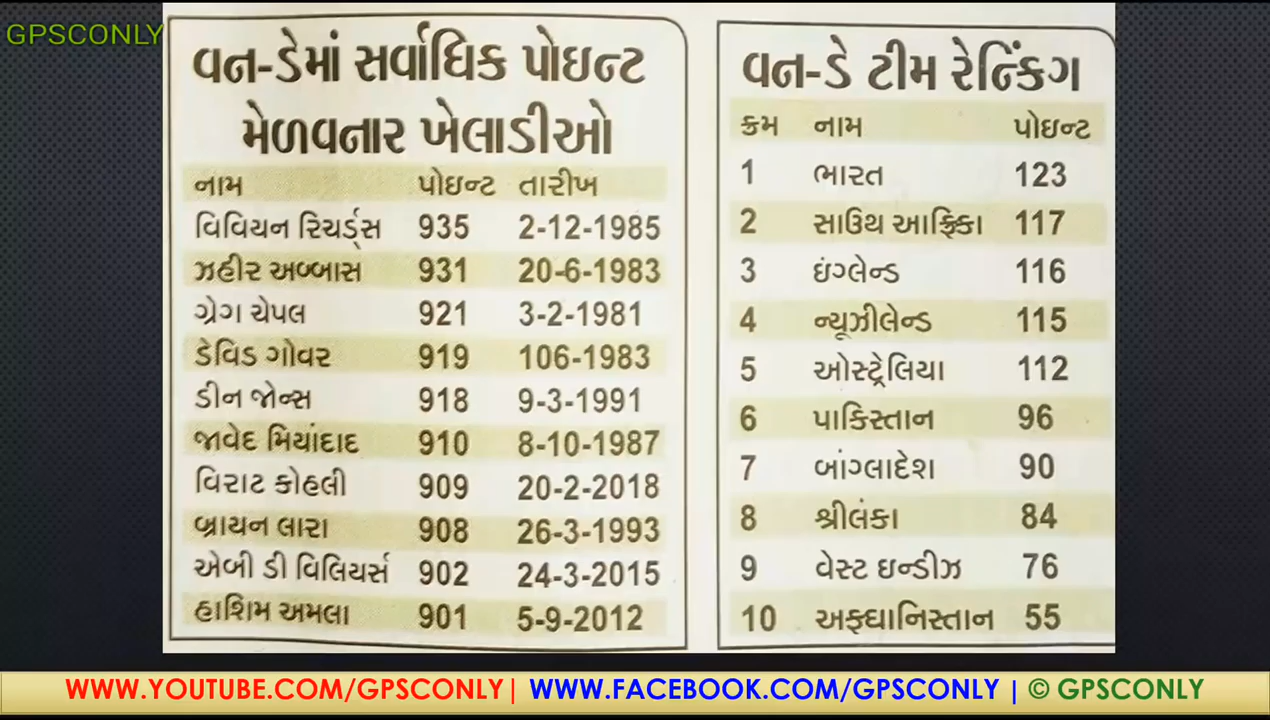 GPSCONLY
વન-ડેમાં સર્વાધિક પોઇન્ટ
મેળવનાર ખેલાડીઓ
નામ પોઇન્ટ તારીખ
વિવિયન રિચર્ડ્સ 935 2-12-1985
ઝહીર અબ્બાસ 931 20-6-1983
ગ્રેગ ચેપલ 921 3-2-1981
ડેવિડ ગોવર 919 106-1983
ડીન જોન્સ 918 9-3-1991
જાવેદ મિયાંદાદ 910 8-10-1987
વિરાટ કોહલી 909 20-2-2018
બ્રાયન લારા 908 26-3-1993
એબી ડી વિલિયર્સ 902 24-3-2015
હાશિમ અમલા 901 5-9-2012
વન-ડે ટીમ રેન્કિંગ
ક્રમ નામ પોઇન્ટ
1 ભારત 123
2 સાઉથ આફ્રિકા 117
3 ઇંગ્લેન્ડ 116
4 ન્યૂઝીલેન્ડ 115
5 ઓસ્ટ્રેલિયા 112
6 પાકિસ્તાન 96
7 બાંગ્લાદેશ 90
8 શ્રીલંકા 84
9 વેસ્ટ ઇન્ડીઝ 76
10 અફઘાનિસ્તાન 55
WWW.YOUTUBE.COM/GPSCONLY | WWW.FACEBOOK.COM/GPSCONLY | © GPSCONLY